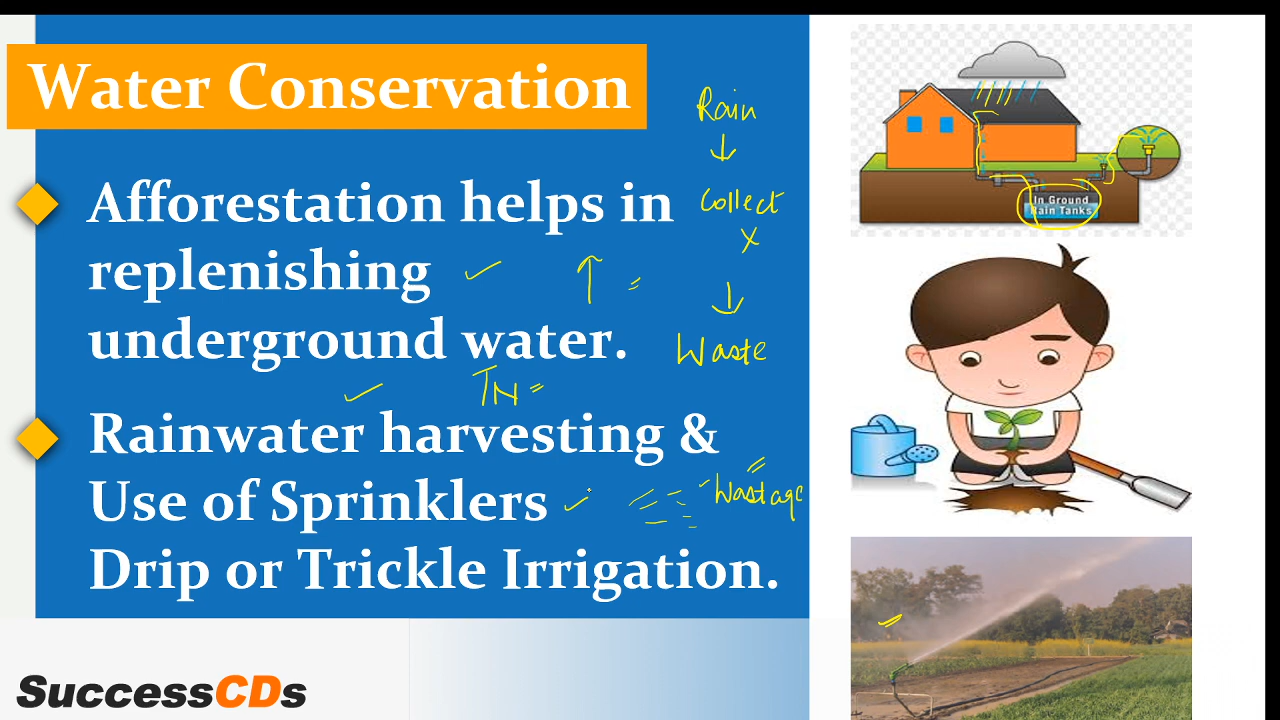 Water Conservation
Afforestation helps in
replenishing
underground water.
Rainwater harvesting &
Use of Sprinklers
Drip or Trickle Irrigation.
Rain
Collect
Waste
TN
Wastage
In Ground
Rain Tanks
SuccessCDs